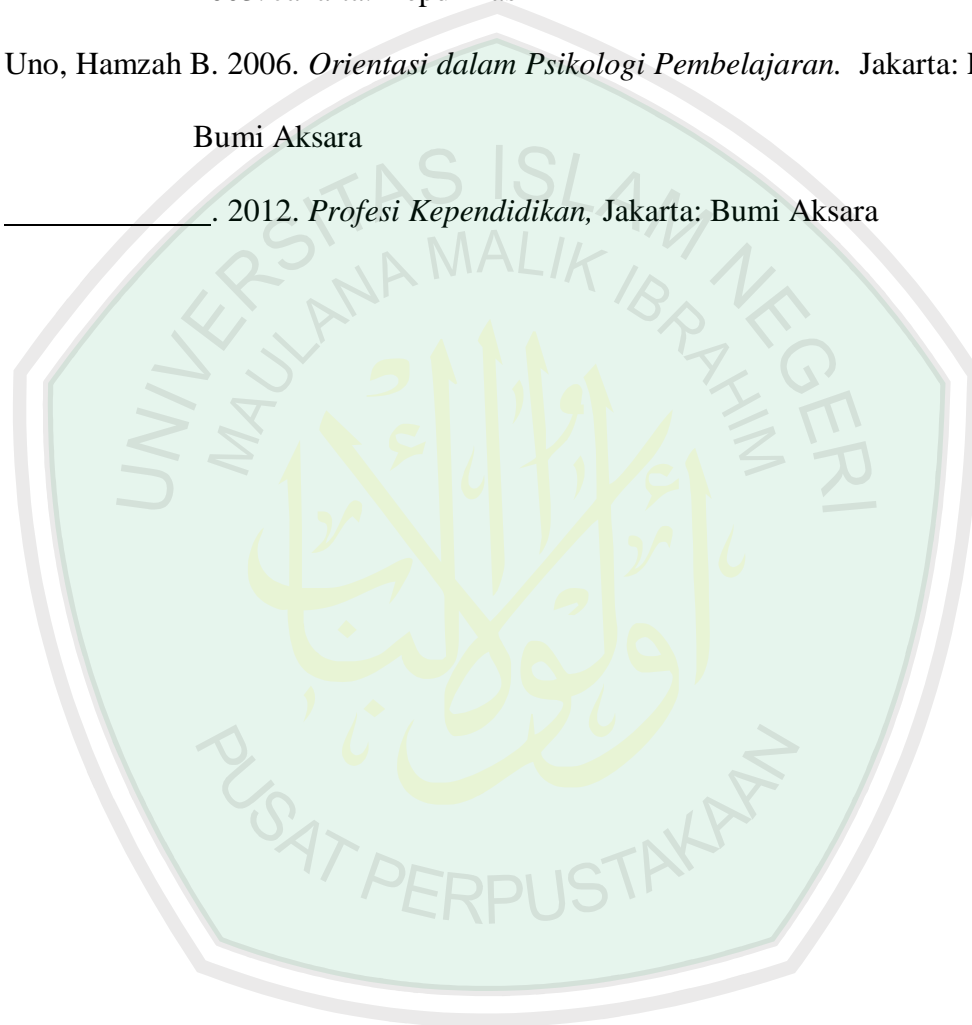 Uno, Hamzah B. 2006. Orientasi dalam Psikologi Pembelajaran. Jakarta:
Bumi Aksara
____________. 2012. Profesi Kependidikan, Jakarta: Bumi Aksara
UNIVERSITAS ISLAM NEGERI
MAULANA MALIK IBRAHIM
PUSAT PERPUSTAKAAN